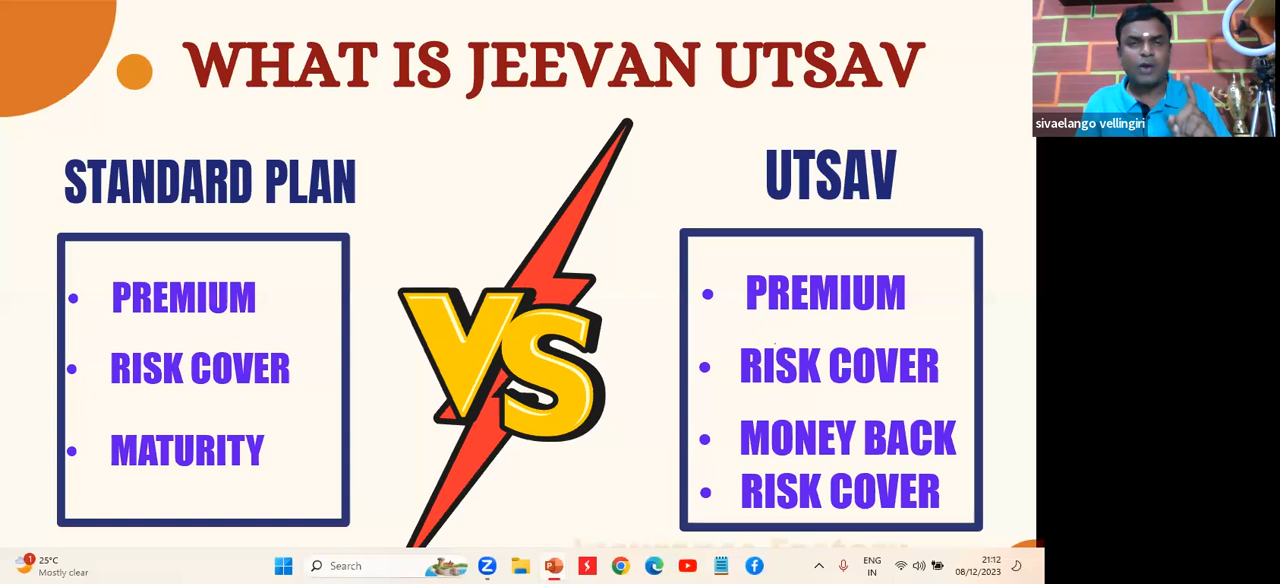 WHAT IS JEEVAN UTSAV
sivaelango vellingiri
STANDARD PLAN
UTSAV
• PREMIUM
• RISK COVER
• MATURITY
VS
• PREMIUM
• RISK COVER
• MONEY BACK
• RISK COVER
1
25°C
Mostly clear
Search
ENG
IN
21:12
08/12/2023